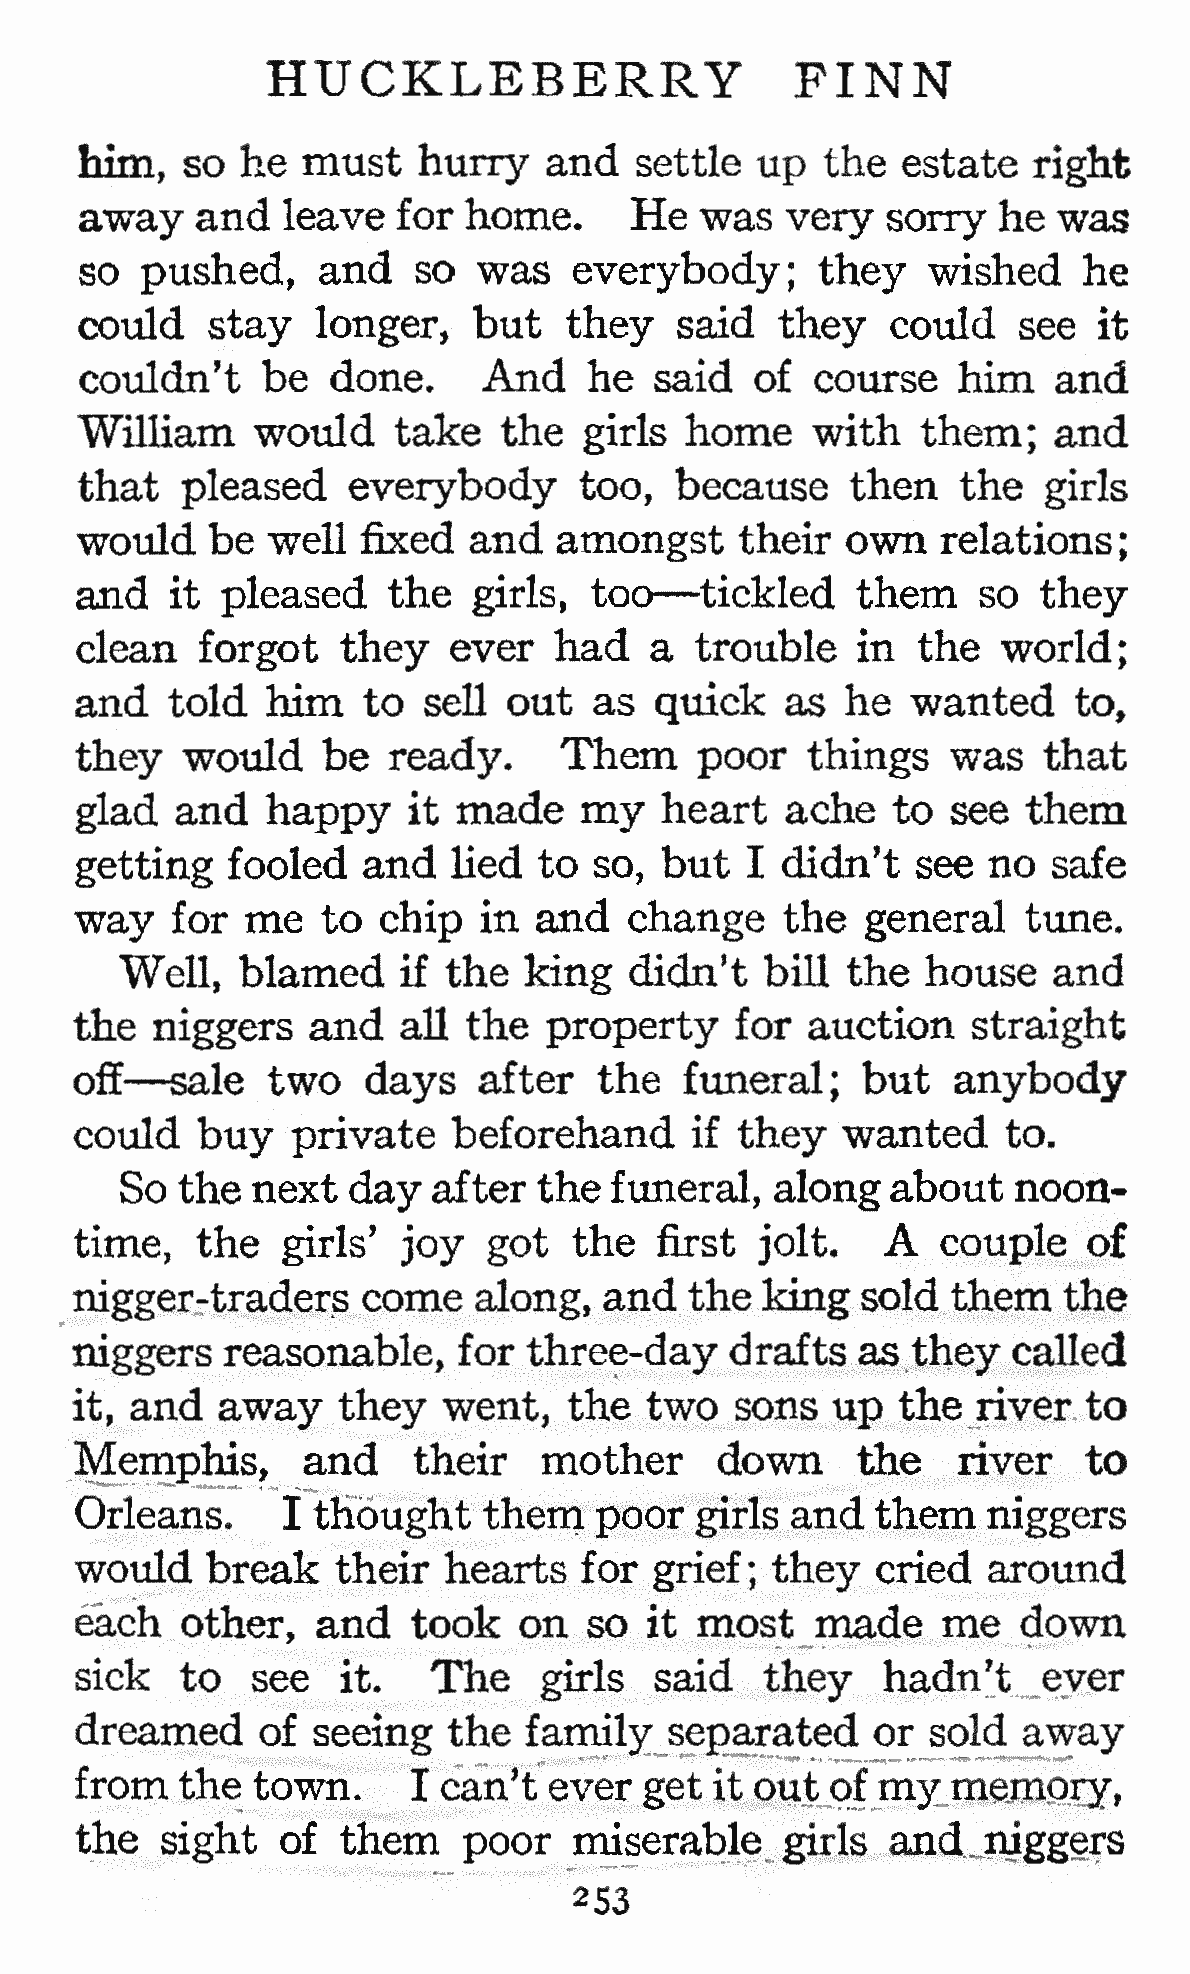 HUCKLEBERRY FINN
him, so he must hurry and settle up the estate right
away and leave for home. He was very sorry he was
so pushed, and so was everybody; they wished he
could stay longer, but they said they could see it
couldn't be done. And he said of course him and
William would take the girls home with them; and
that pleased everybody too, because then the girls
would be well fixed and amongst their own relations;
and it pleased the girls, too—tickled them so they
clean forgot they ever had a trouble in the world;
and told him to sell out as quick as he wanted to,
they would be ready. Them poor things was that
glad and happy it made my heart ache to see them
getting fooled and lied to so, but I didn't see no safe
way for me to chip in and change the general tune.
Well, blamed if the king didn't bill the house and
the niggers and all the property for auction straight
off—sale two days after the funeral; but anybody
could buy private beforehand if they wanted to.
So the next day after the funeral, along about noon-
time, the girls' joy got the first jolt. A couple of
nigger-traders come along, and the king sold them the
niggers reasonable, for three-day drafts as they called
it, and away they went, the two sons up the river to
Memphis, and their mother down the river to
Orleans. I thought them poor girls and them niggers
would break their hearts for grief; they cried around
each other, and took on so it most made me down
sick to see it. The girls said they hadn't ever
dreamed of seeing the family separated or sold away
from the town. I can't ever get it out of my memory,
the sight of them poor miserable girls and niggers
253